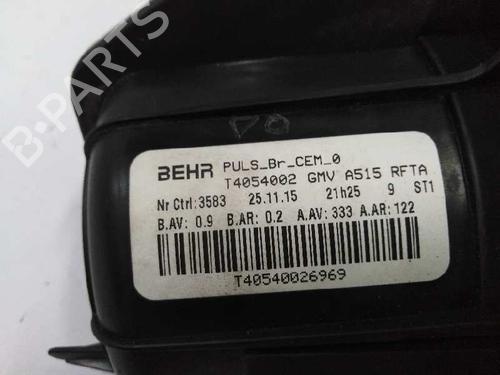 B-PARTS
BEHR PULS_Br_CEM_0
T4054002 GMV A515 RFTA
Nr Ctrl:3583 25.11.15 21h25 9 ST1
B.AV: 0.9 B.AR: 0.2 A.AV: 333 A.AR: 122
T40540026969